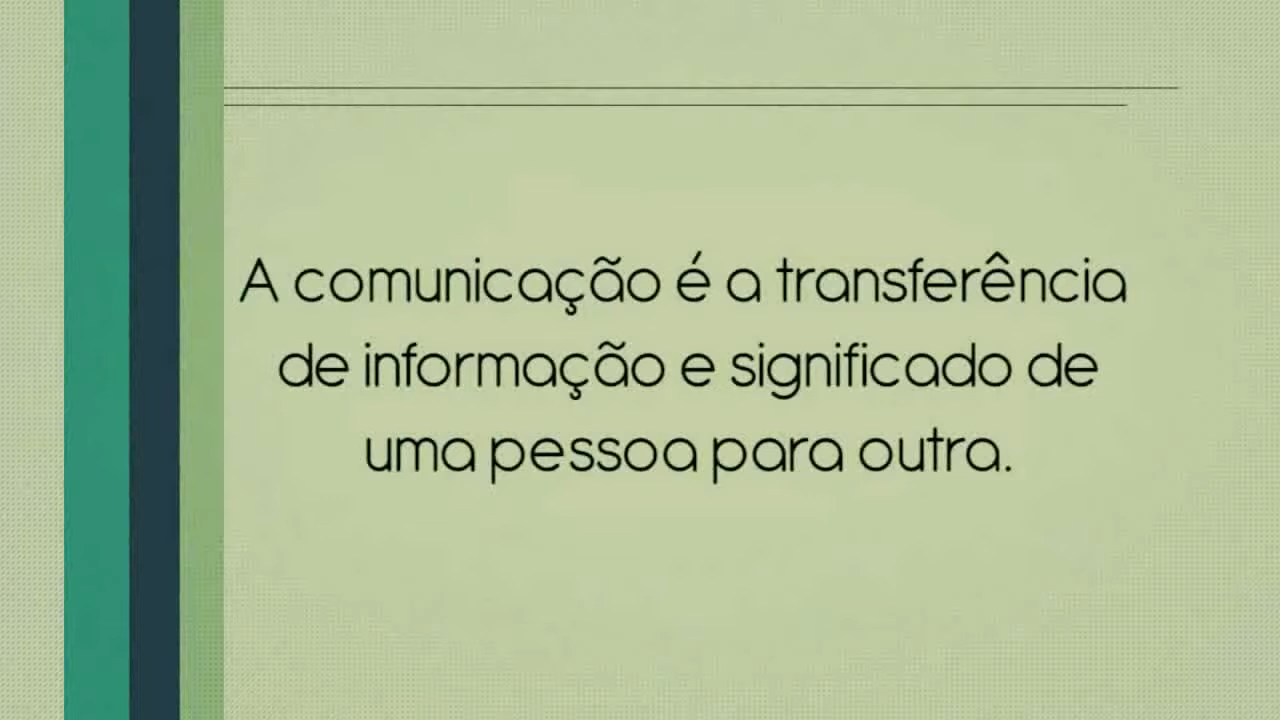 A comunicação é a transferência
de informação e significado de
uma pessoa para outra.